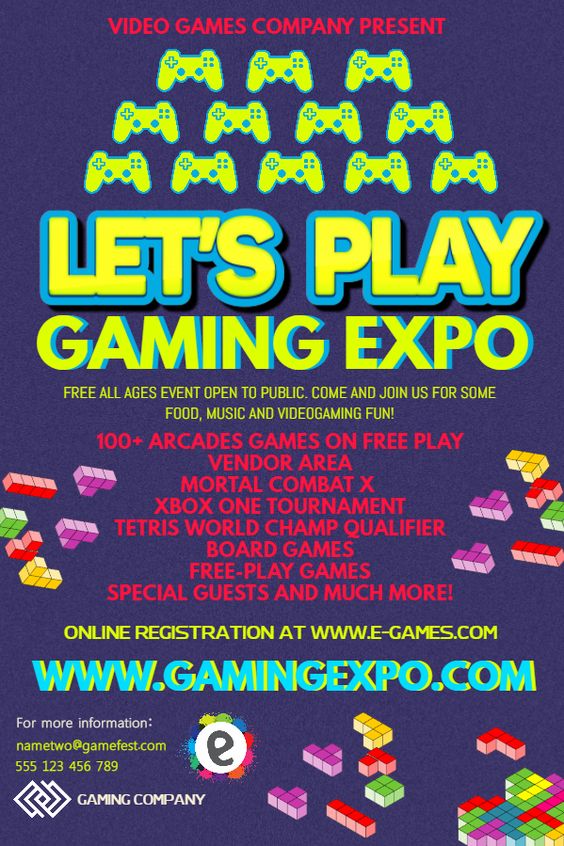 VIDEO GAMES COMPANY PRESENT
LET'S PLAY
GAMING EXPO
FREE ALL AGES EVENT OPEN TO PUBLIC. COME AND JOIN US FOR SOME
FOOD, MUSIC AND VIDEOGAMING FUN!
100+ ARCADES GAMES ON FREE PLAY
VENDOR AREA
MORTAL COMBAT X
XBOX ONE TOURNAMENT
TETRIS WORLD CHAMP QUALIFIER
BOARD GAMES
FREE-PLAY GAMES
SPECIAL GUESTS AND MUCH MORE!
ONLINE REGISTRATION AT WWW.E-GAMES.COM
WWW.GAMINGEXPO.COM
For more information:
nametwo@gamefest.com
555 123 456 789
e
GAMING COMPANY